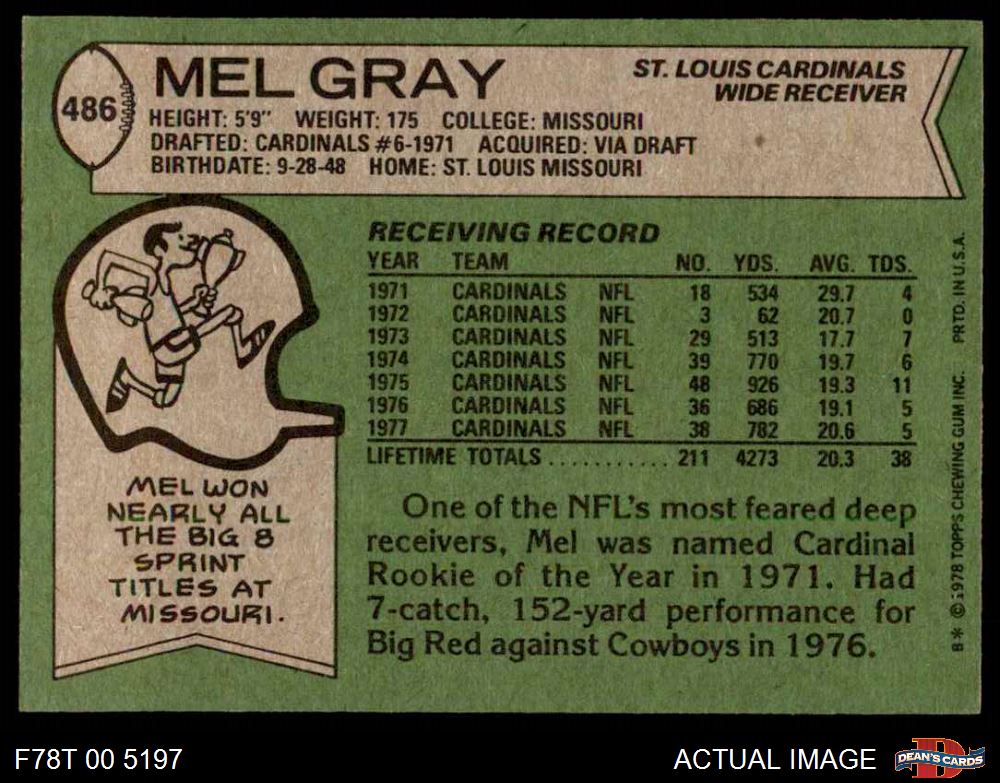 486
MEL GRAY
ST. LOUIS CARDINALS
WIDE RECEIVER
HEIGHT: 5'9" WEIGHT: 175 COLLEGE: MISSOURI
DRAFTED: CARDINALS #6-1971 ACQUIRED: VIA DRAFT
BIRTHDATE: 9-28-48 HOME: ST. LOUIS MISSOURI
RECEIVING RECORD
YEAR TEAM NO. YDS. AVG. TDS.
1971 CARDINALS NFL 18 534 29.7 4
1972 CARDINALS NFL 3 62 20.7 0
1973 CARDINALS NFL 29 513 17.7 7
1974 CARDINALS NFL 39 770 19.7 6
1975 CARDINALS NFL 48 926 19.3 11
1976 CARDINALS NFL 36 686 19.1 5
1977 CARDINALS NFL 38 782 20.6 5
LIFETIME TOTALS ........... 211 4273 20.3 38
MEL WON
NEARLY ALL
THE BIG 8
SPRINT
TITLES AT
MISSOURI.
One of the NFL's most feared deep
receivers, Mel was named Cardinal
Rookie of the Year in 1971. Had
7-catch, 152-yard performance for
Big Red against Cowboys in 1976.
B* © 1978 TOPPS CHEWING GUM INC. PRTD. IN U.S.A.
F78T 00 5197
ACTUAL IMAGE
D
DEAN'S CARDS